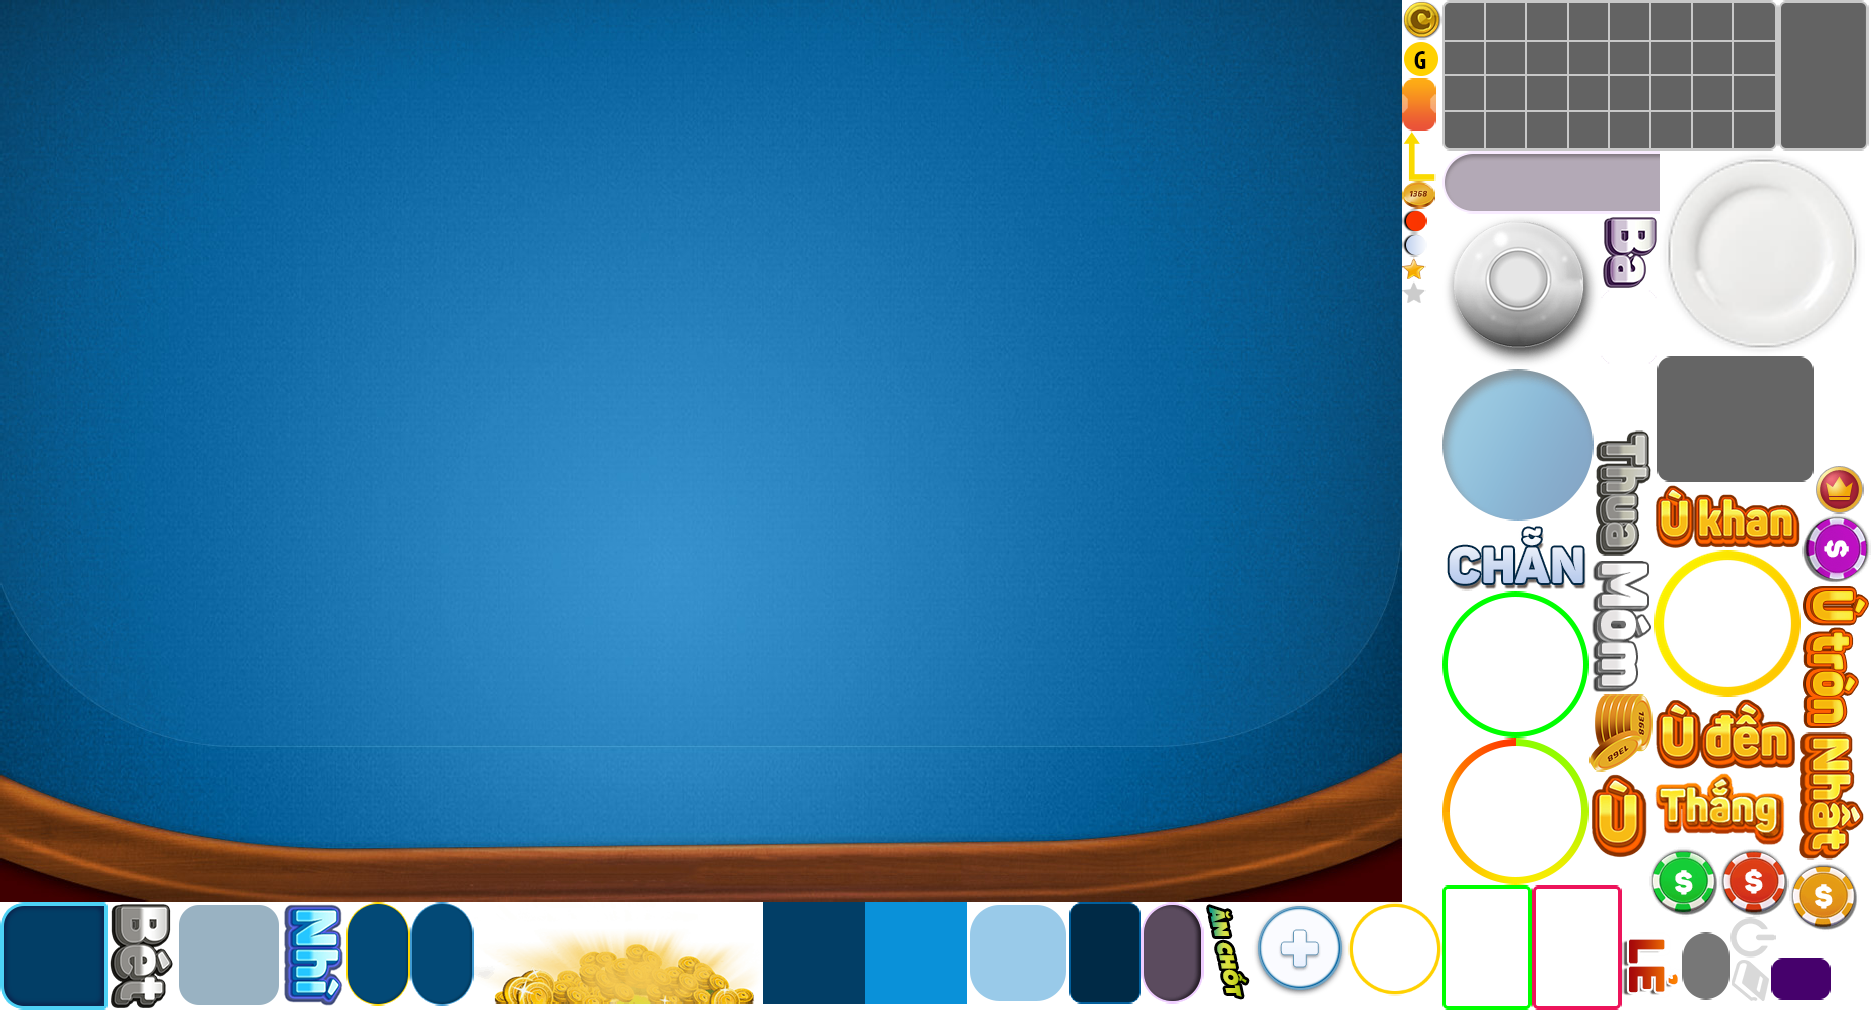 C
G
1368
Ba
Thua
Ù khan
$
CHẴN
Móm
Ù tròn
1368
1368
Ù đền
Nhất
Ù
Thắng
$
$
$
Bét
Nhì
ĂN CHỐT
LẺ